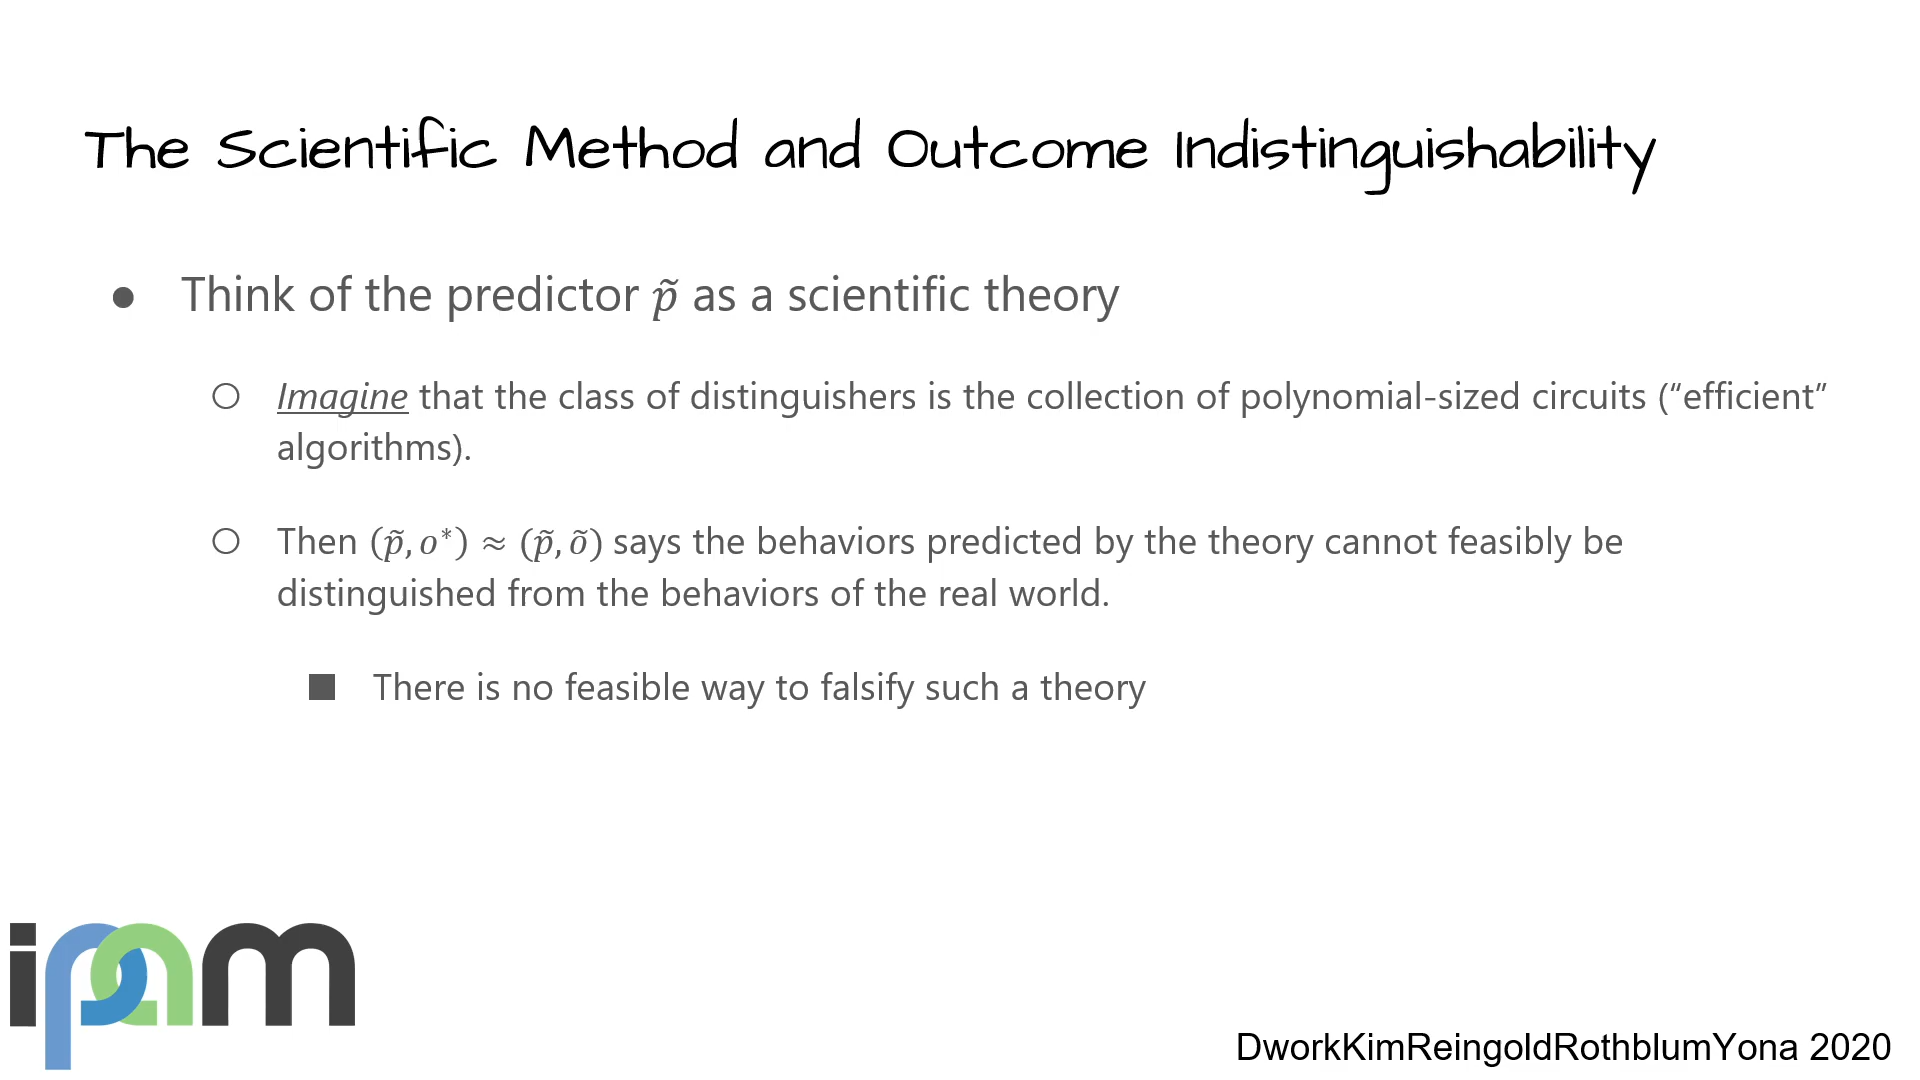 The Scientific Method and Outcome Indistinguishability
● Think of the predictor p̃ as a scientific theory
○ Imagine that the class of distinguishers is the collection of polynomial-sized circuits (“efficient”
algorithms).
○ Then (p̃, o*) ≈ (p̃, õ) says the behaviors predicted by the theory cannot feasibly be
distinguished from the behaviors of the real world.
■ There is no feasible way to falsify such a theory
ipam
DworkKimReingoldRothblumYona 2020